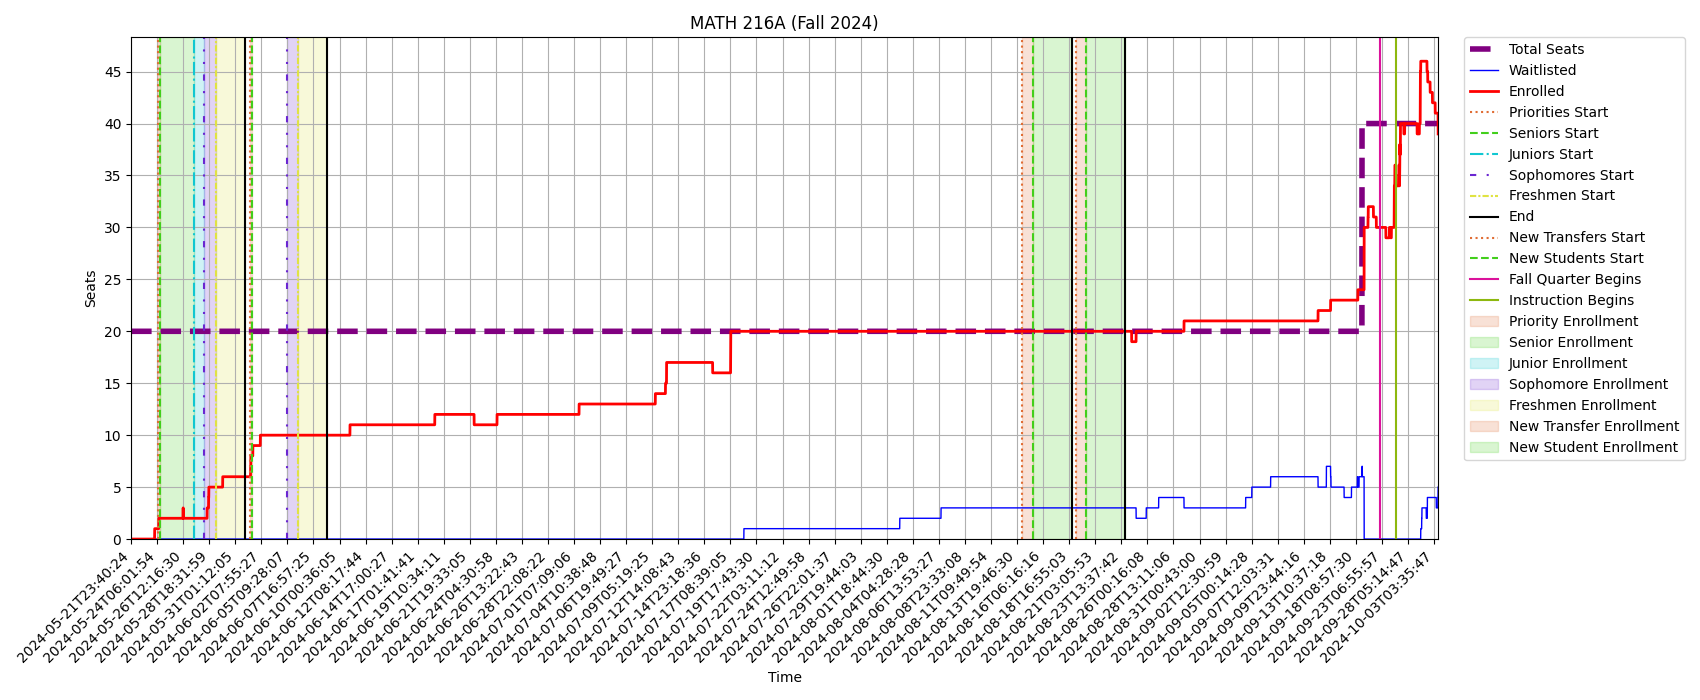 MATH 216A (Fall 2024)
Seats
45
40
35
30
25
20
15
10
5
0
2024-05-21T23:40:24
2024-05-24T06:01:54
2024-05-26T12:16:30
2024-05-28T18:31:59
2024-05-31T01:12:05
2024-06-02T07:55:27
2024-06-05T09:28:07
2024-06-07T16:57:25
2024-06-10T00:36:05
2024-06-12T08:17:44
2024-06-14T17:00:27
2024-06-17T01:41:41
2024-06-19T10:34:11
2024-06-21T19:33:05
2024-06-24T04:30:58
2024-06-26T13:22:43
2024-06-28T22:08:22
2024-07-01T07:09:06
2024-07-04T10:38:48
2024-07-06T19:49:27
2024-07-09T05:19:25
2024-07-12T14:08:43
2024-07-14T23:18:36
2024-07-17T08:39:05
2024-07-19T17:43:30
2024-07-22T03:11:12
2024-07-24T12:49:58
2024-07-26T22:01:37
2024-07-29T19:44:03
2024-08-01T18:44:30
2024-08-04T04:28:28
2024-08-06T13:53:27
2024-08-08T23:33:08
2024-08-11T09:49:54
2024-08-13T19:46:30
2024-08-16T06:16:16
2024-08-18T16:55:03
2024-08-21T03:05:53
2024-08-23T13:37:42
2024-08-26T00:16:08
2024-08-28T13:11:06
2024-08-31T00:43:00
2024-09-02T12:30:59
2024-09-05T00:14:28
2024-09-07T12:03:31
2024-09-09T23:44:16
2024-09-13T10:37:18
2024-09-18T08:57:30
2024-09-23T06:55:57
2024-09-28T05:14:47
2024-10-03T03:35:47
Time
Total Seats
Waitlisted
Enrolled
Priorities Start
Seniors Start
Juniors Start
Sophomores Start
Freshmen Start
End
New Transfers Start
New Students Start
Fall Quarter Begins
Instruction Begins
Priority Enrollment
Senior Enrollment
Junior Enrollment
Sophomore Enrollment
Freshmen Enrollment
New Transfer Enrollment
New Student Enrollment